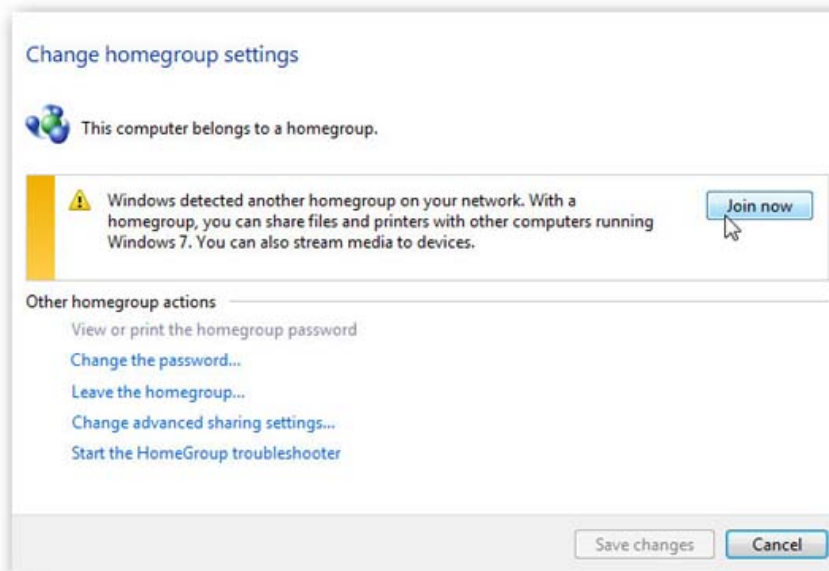 Change homegroup settings
This computer belongs to a homegroup.
Windows detected another homegroup on your network. With a
homegroup, you can share files and printers with other computers running
Windows 7. You can also stream media to devices.
Join now
Other homegroup actions
View or print the homegroup password
Change the password...
Leave the homegroup...
Change advanced sharing settings...
Start the HomeGroup troubleshooter
Save changes
Cancel